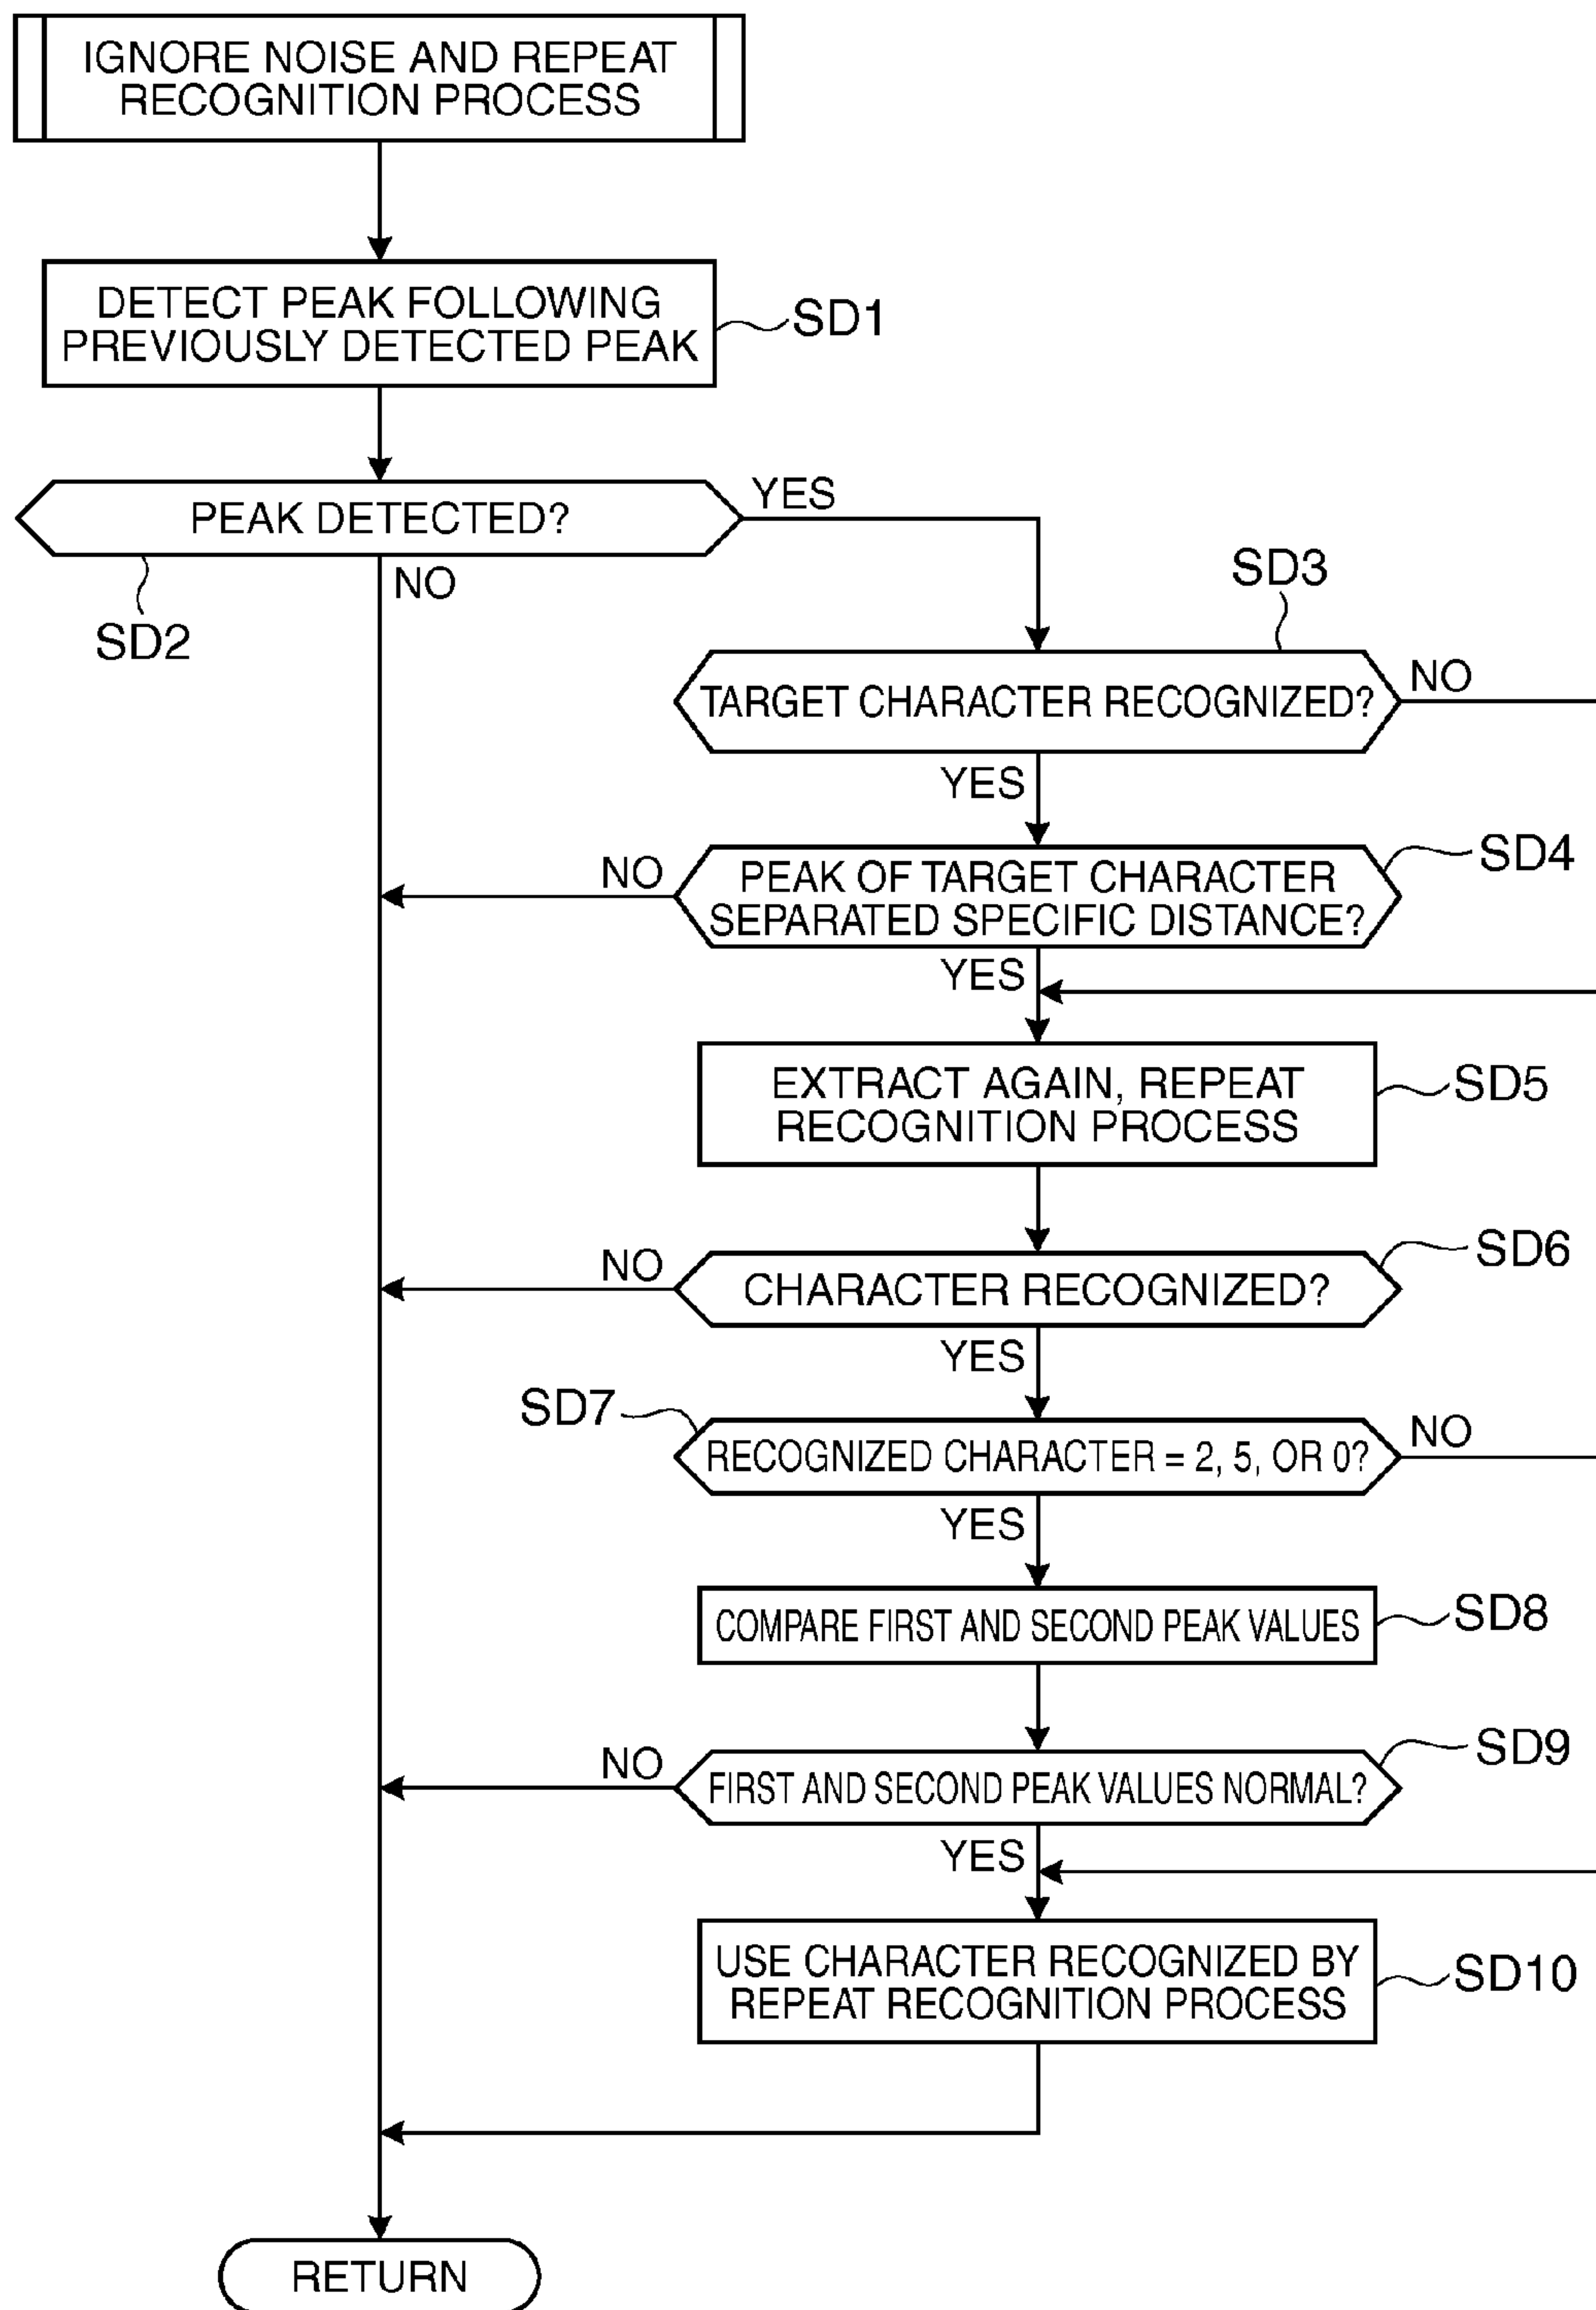 IGNORE NOISE AND REPEAT
RECOGNITION PROCESS
DETECT PEAK FOLLOWING
PREVIOUSLY DETECTED PEAK
SD1
PEAK DETECTED?
YES
NO
SD2
SD3
TARGET CHARACTER RECOGNIZED?
NO
YES
PEAK OF TARGET CHARACTER
SEPARATED SPECIFIC DISTANCE?
SD4
NO
YES
EXTRACT AGAIN, REPEAT
RECOGNITION PROCESS
SD5
CHARACTER RECOGNIZED?
SD6
NO
YES
SD7
RECOGNIZED CHARACTER = 2, 5, OR 0?
NO
YES
COMPARE FIRST AND SECOND PEAK VALUES
SD8
FIRST AND SECOND PEAK VALUES NORMAL?
SD9
NO
YES
USE CHARACTER RECOGNIZED BY
REPEAT RECOGNITION PROCESS
SD10
RETURN